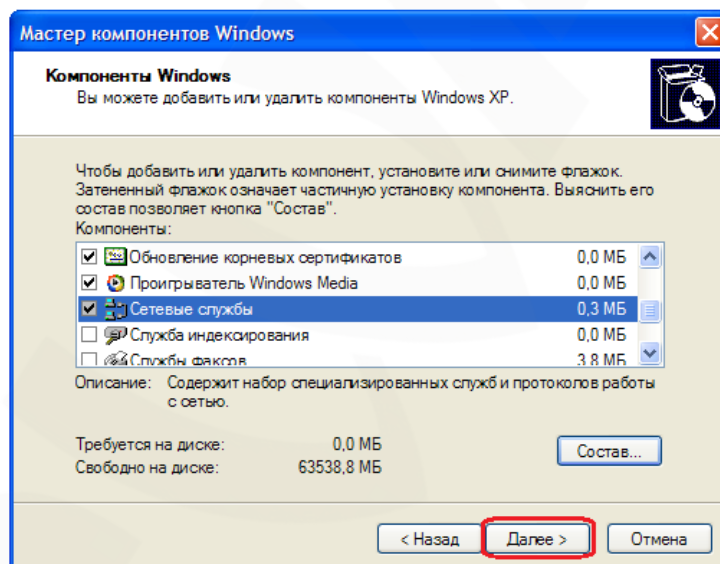 Мастер компонентов Windows
Компоненты Windows
Вы можете добавить или удалить компоненты Windows XP.
Чтобы добавить или удалить компонент, установите или снимите флажок.
Затененный флажок означает частичную установку компонента. Выяснить его
состав позволяет кнопка "Состав".
Компоненты:
Обновление корневых сертификатов 0,0 МБ
Проигрыватель Windows Media 0,0 МБ
Сетевые службы 0,3 МБ
Служба индексирования 0,0 МБ
Службы факсов 3,8 МБ
Описание: Содержит набор специализированных служб и протоколов работы
с сетью.
Требуется на диске: 0,0 МБ
Свободно на диске: 63538,8 МБ
Состав...
< Назад Далее > Отмена